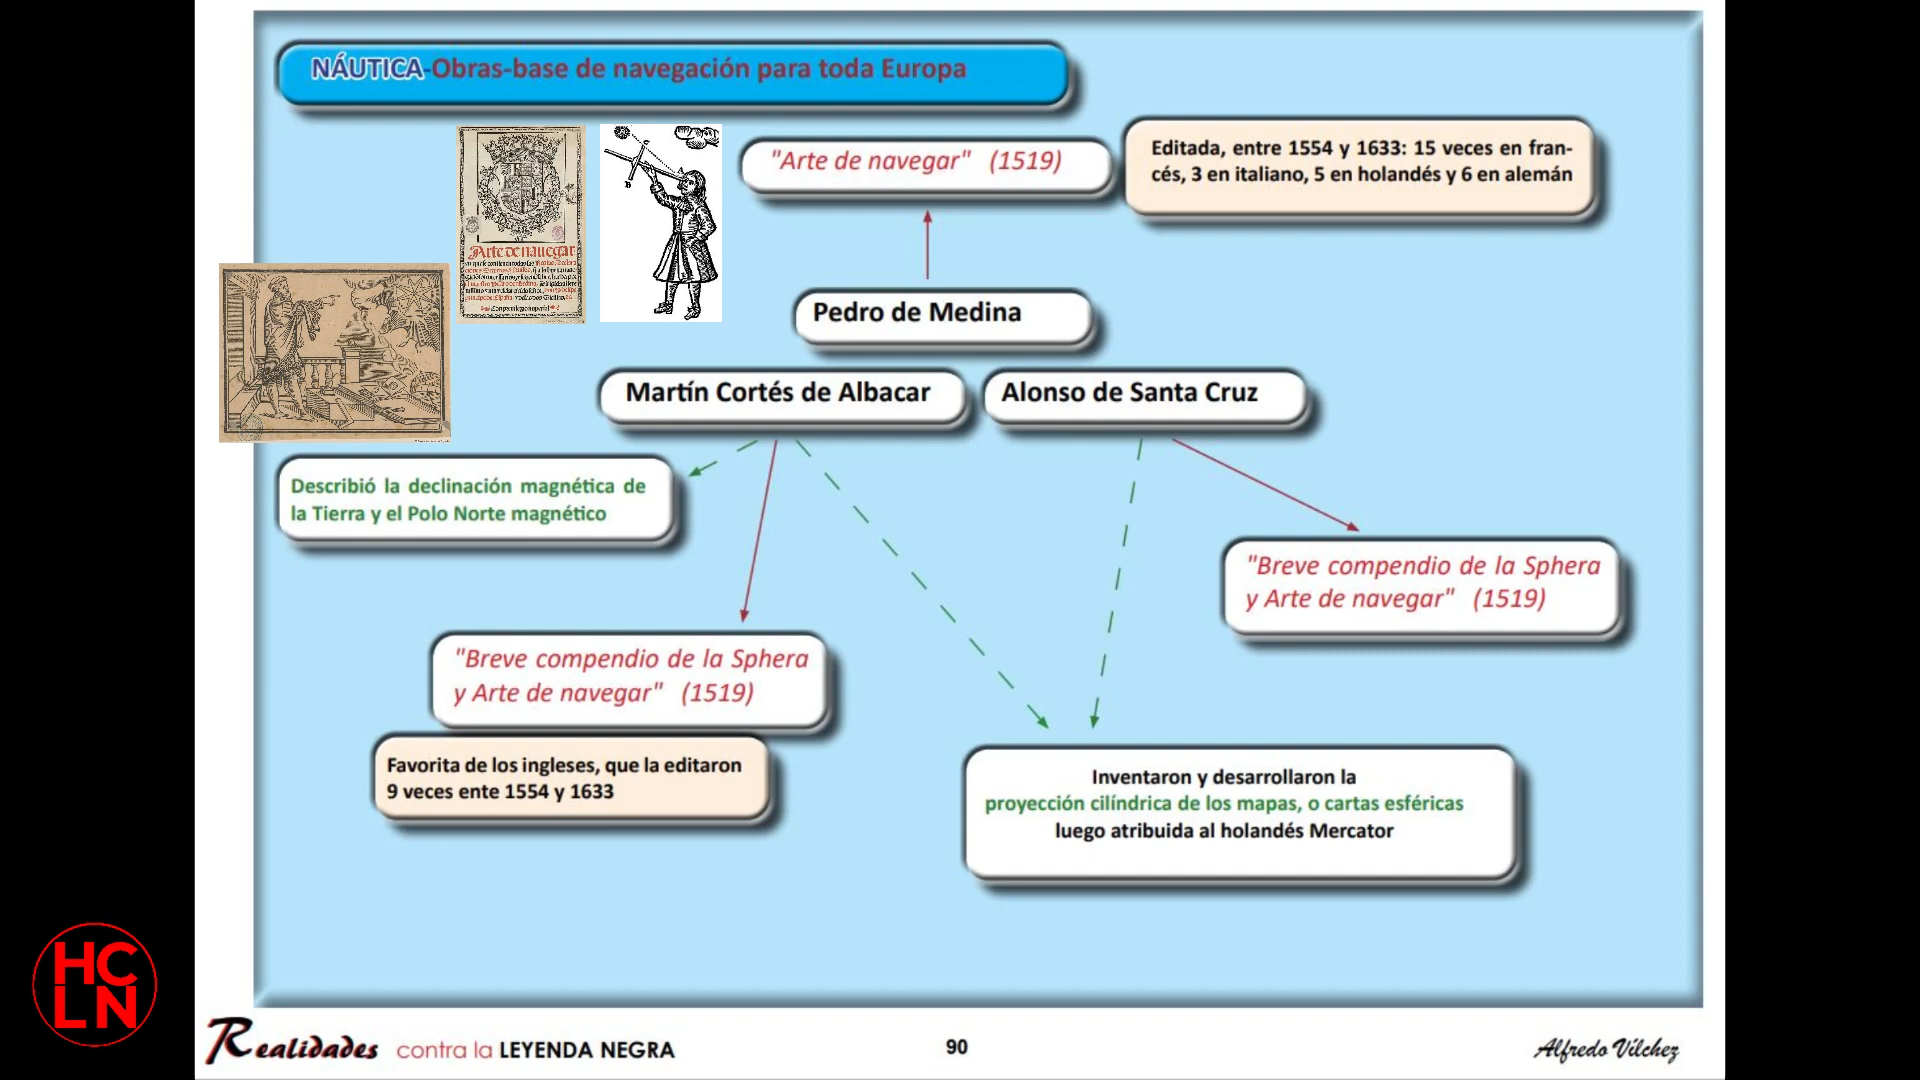 NÁUTICA-Obras-base de navegación para toda Europa
"Arte de navegar" (1519)
Editada, entre 1554 y 1633: 15 veces en fran-
cés, 3 en italiano, 5 en holandés y 6 en alemán
Arte de nauegar
Pedro de Medina
Martín Cortés de Albacar
Alonso de Santa Cruz
Describió la declinación magnética de
la Tierra y el Polo Norte magnético
"Breve compendio de la Sphera
y Arte de navegar" (1519)
"Breve compendio de la Sphera
y Arte de navegar" (1519)
Favorita de los ingleses, que la editaron
9 veces ente 1554 y 1633
Inventaron y desarrollaron la
proyección cilíndrica de los mapas, o cartas esféricas
luego atribuida al holandés Mercator
HC
LN
Realidades contra la LEYENDA NEGRA
90
Alfredo Vílchez